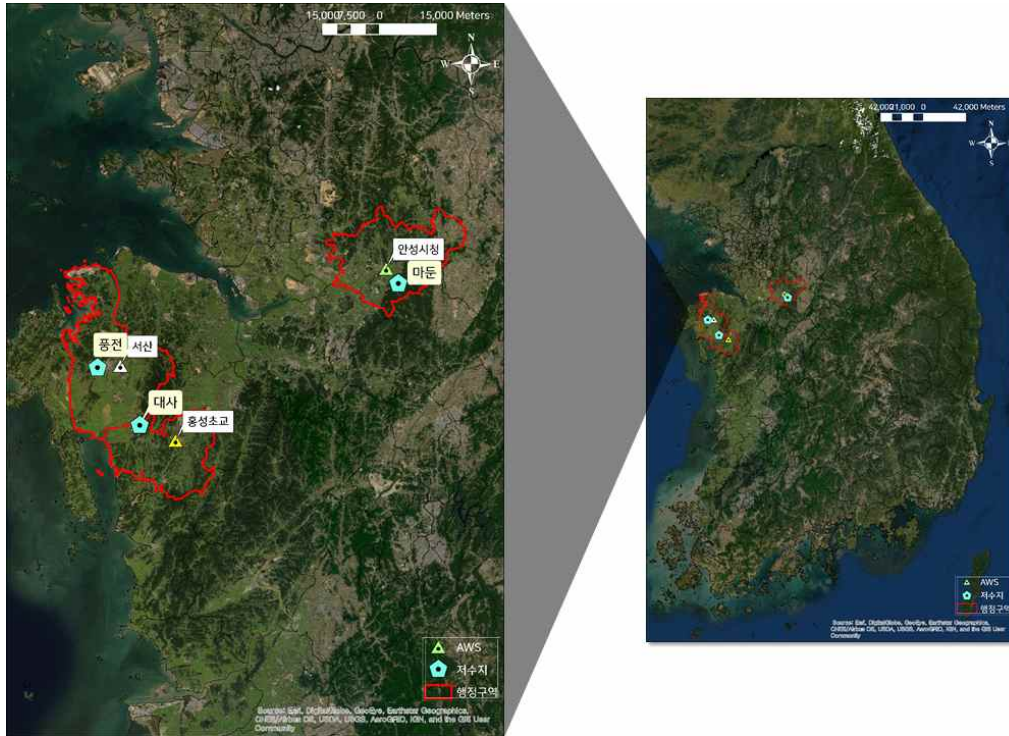 15,0007,500 0 15,000 Meters
N
W E
S
안성시청
마둔
풍전 서산
대사
홍성초교
AWS
저수지
행정구역
Source: Esri, DigitalGlobe, GeoEye, Earthstar Geographics,
CNES/Airbus DS, USDA, USGS, AeroGRID, IGN, and the GIS User
Community
42,00021,000 0 42,000 Meters
N
W E
S
AWS
저수지
행정구역
Source: Esri, DigitalGlobe, GeoEye, Earthstar Geographics,
CNES/Airbus DS, USDA, USGS, AeroGRID, IGN, and the GIS User
Community